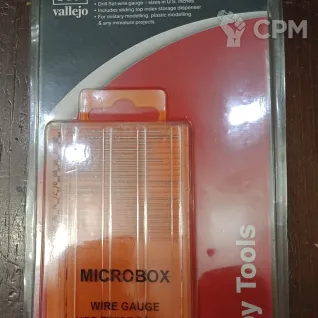 vallejo
• Drill Set wire gauge / sizes in U.S. inches
• Includes sliding top index storage dispenser
• For military modelling, plastic modelling
& any miniature projects.
CPM
MICROBOX
WIRE GAUGE
Tools